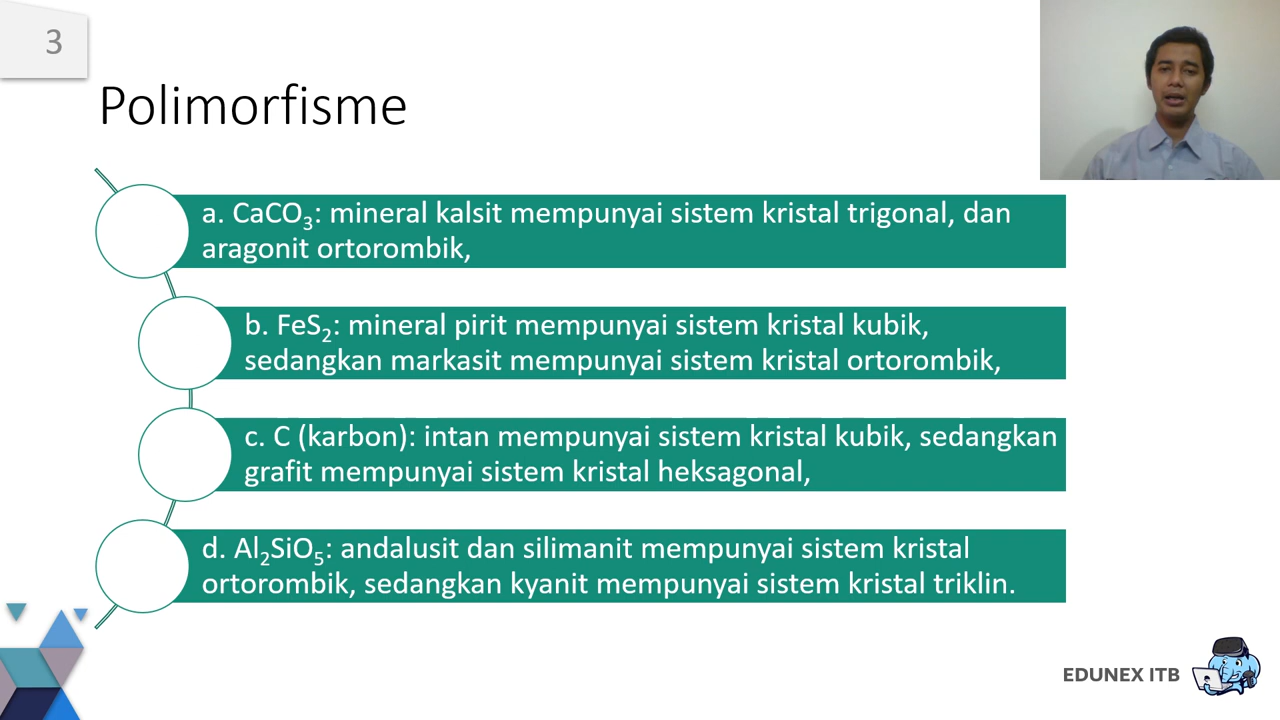 3
Polimorfisme
a. CaCO₃: mineral kalsit mempunyai sistem kristal trigonal, dan
aragonit ortorombik,
b. FeS₂: mineral pirit mempunyai sistem kristal kubik,
sedangkan markasit mempunyai sistem kristal ortorombik,
c. C (karbon): intan mempunyai sistem kristal kubik, sedangkan
grafit mempunyai sistem kristal heksagonal,
d. Al₂SiO₅: andalusit dan silimanit mempunyai sistem kristal
ortorombik, sedangkan kyanit mempunyai sistem kristal triklin.
EDUNEX ITB